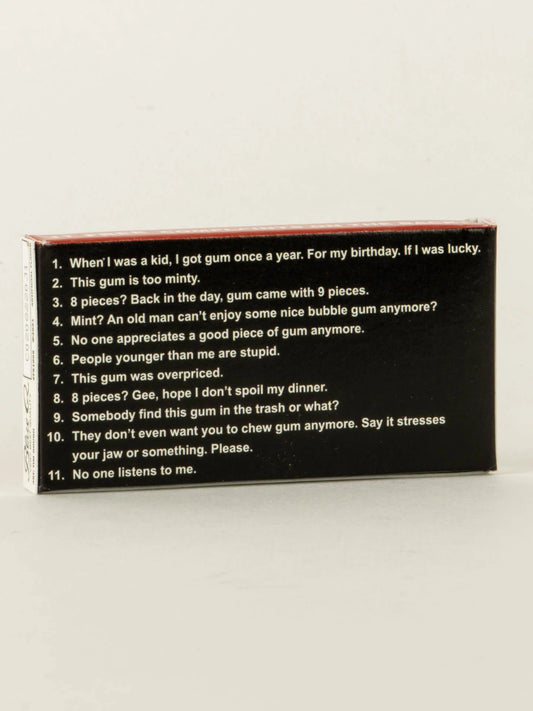 1. When I was a kid, I got gum once a year. For my birthday. If I was lucky.
2. This gum is too minty.
3. 8 pieces? Back in the day, gum came with 9 pieces.
4. Mint? An old man can't enjoy some nice bubble gum anymore?
5. No one appreciates a good piece of gum anymore.
6. People younger than me are stupid.
7. This gum was overpriced.
8. 8 pieces? Gee, hope I don't spoil my dinner.
9. Somebody find this gum in the trash or what?
10. They don't even want you to chew gum anymore. Say it stresses
your jaw or something. Please.
11. No one listens to me.